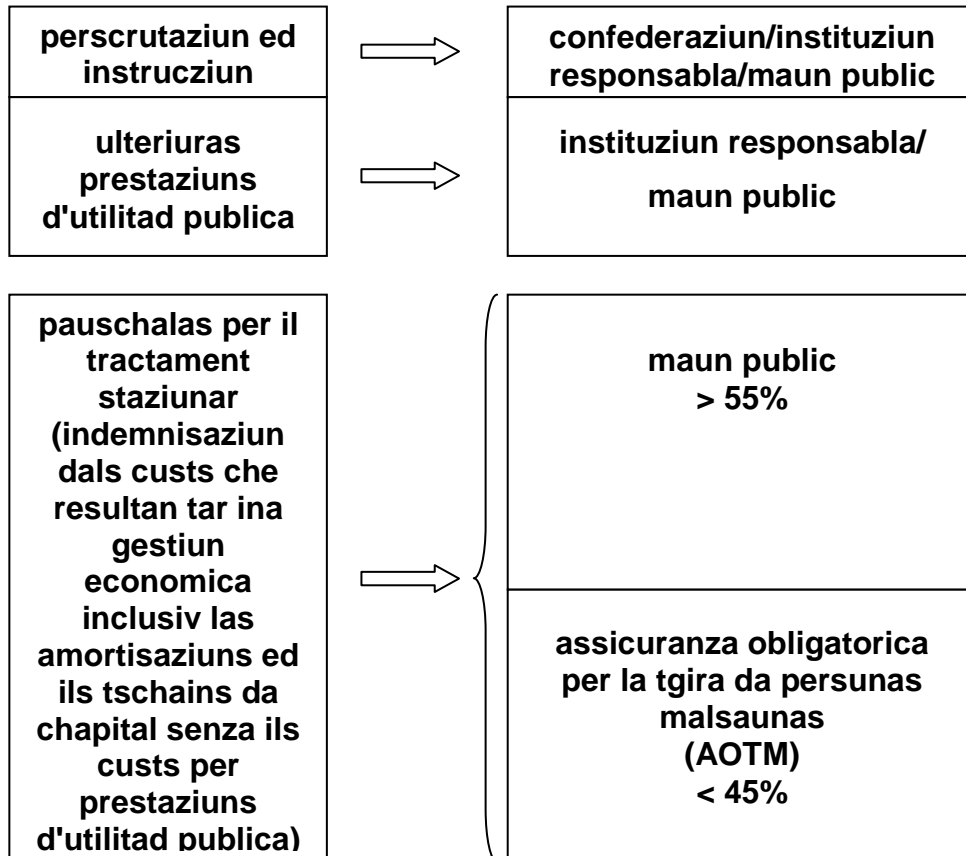 perscrutaziun ed
instrucziun
confederaziun/instituziun
responsabla/maun public
ulteriuras
prestaziuns
d'utilitad publica
instituziun responsabla/
maun public
pauschalas per il
tractament
staziunar
(indemnisaziun
dals custs che
resultan tar ina
gestiun
economica
inclusiv las
amortisaziuns ed
ils tschains da
chapital senza ils
custs per
prestaziuns
d'utilitad publica)
maun public
> 55%
assicuranza obligatorica
per la tgira da persunas
malsaunas
(AOTM)
< 45%